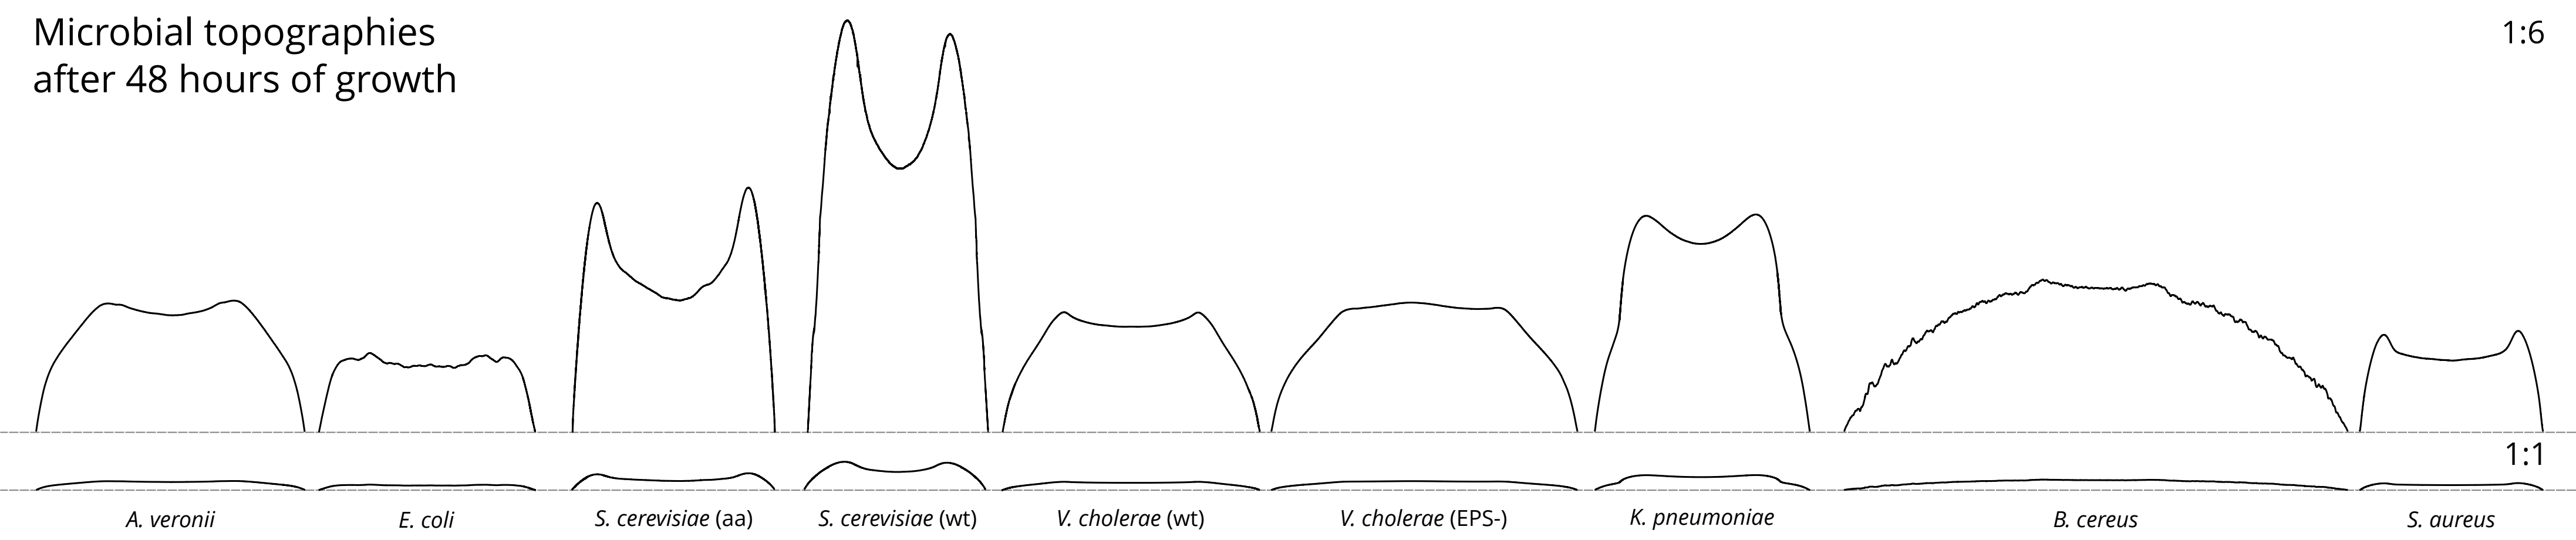 Microbial topographies
after 48 hours of growth
1:6
1:1
A. veronii
E. coli
S. cerevisiae (aa)
S. cerevisiae (wt)
V. cholerae (wt)
V. cholerae (EPS-)
K. pneumoniae
B. cereus
S. aureus